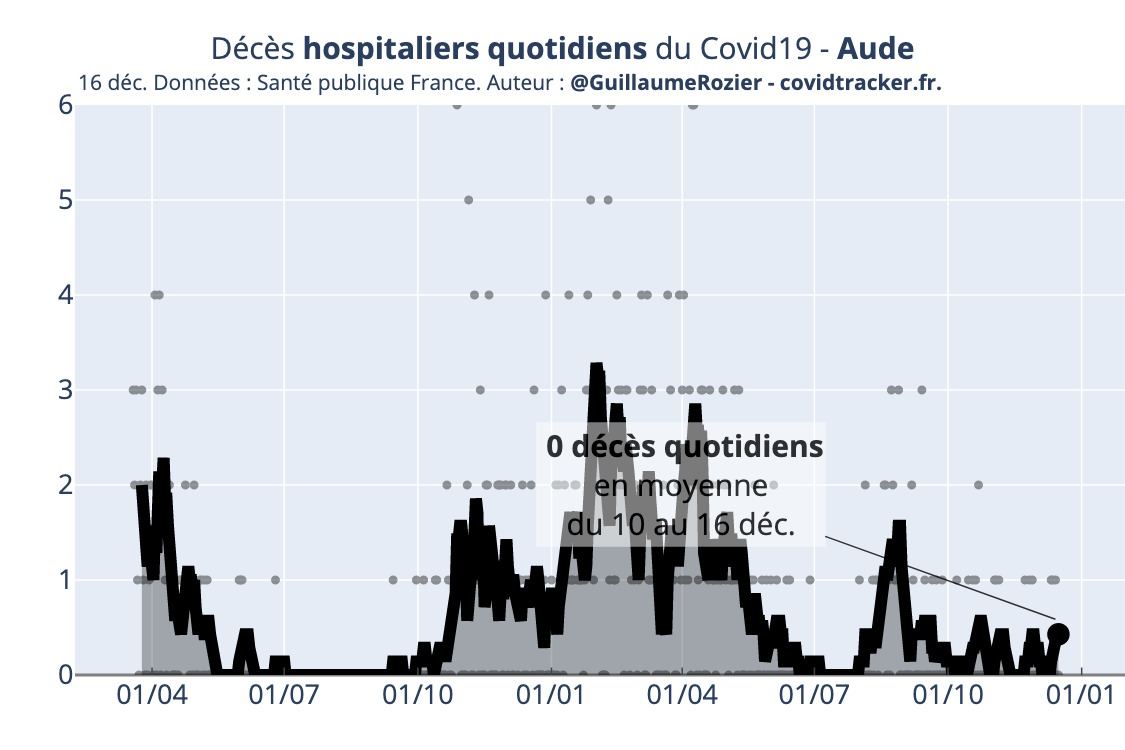 Décès hospitaliers quotidiens du Covid19 - Aude
16 déc. Données : Santé publique France. Auteur : @GuillaumeRozier - covidtracker.fr.
6
5
4
3
2
1
0
0 décès quotidiens
en moyenne
du 10 au 16 déc.
01/04 01/07 01/10 01/01 01/04 01/07 01/10 01/01